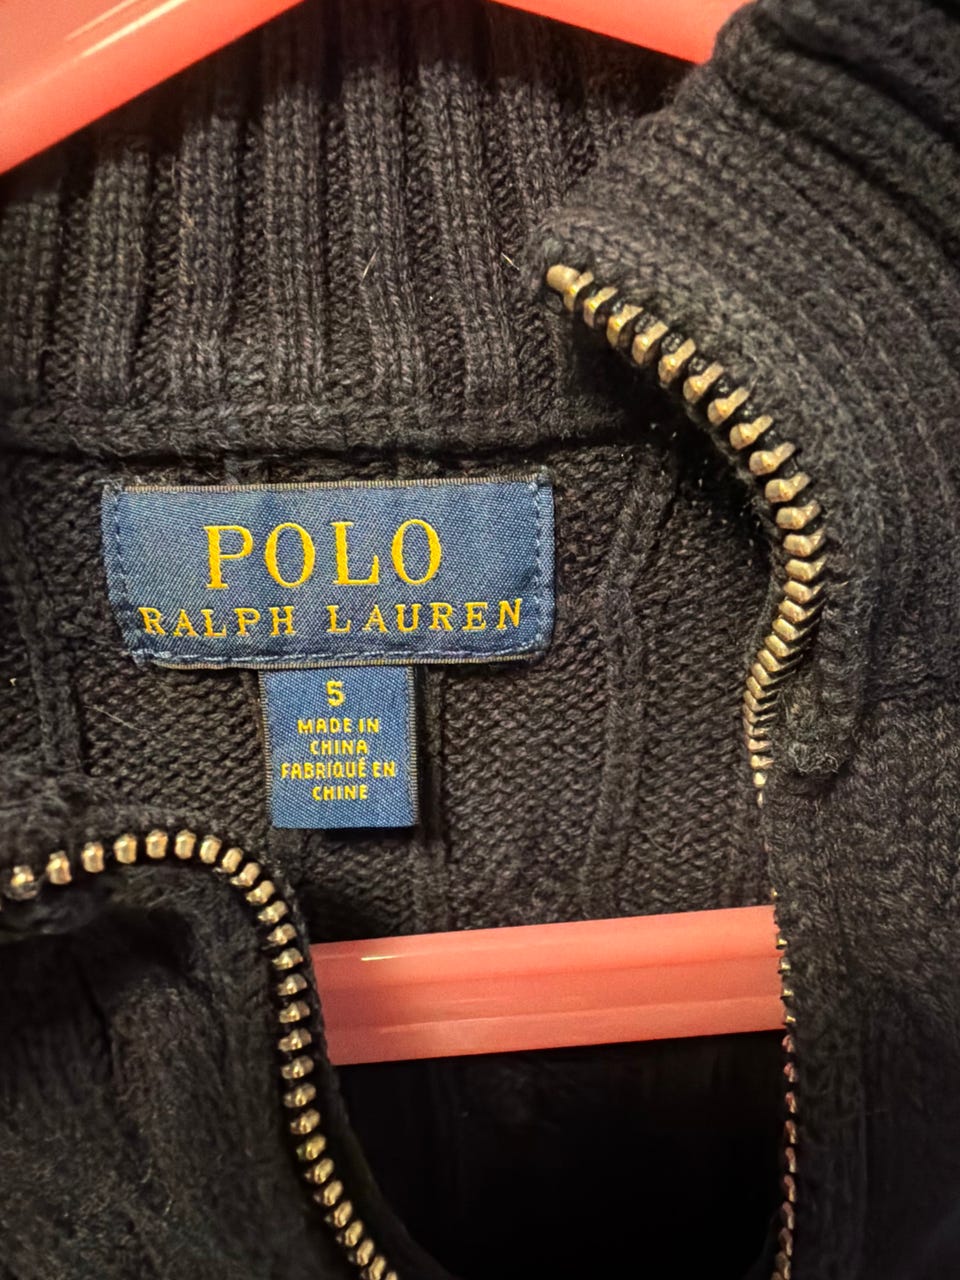 POLO
RALPH LAUREN
5
MADE IN
CHINA
FABRIQUÉ EN
CHINE